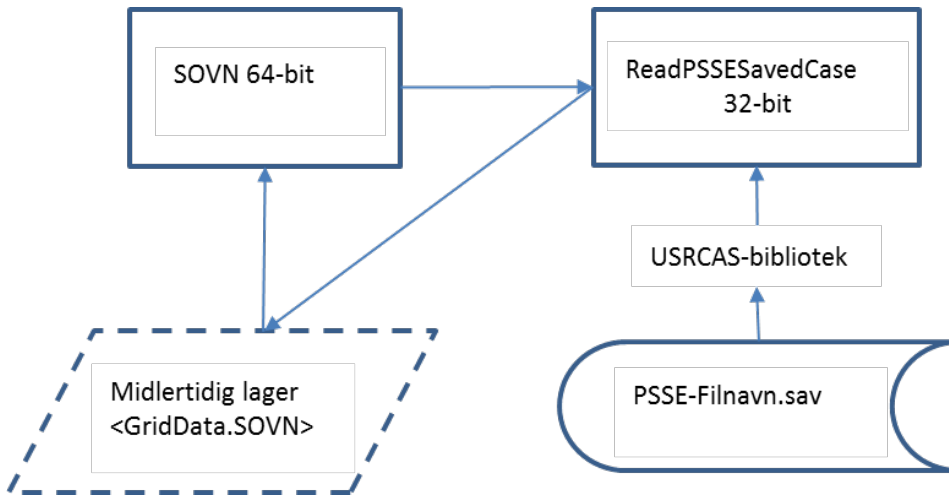 SOVN 64-bit
ReadPSSESavedCase
32-bit
USRCAS-bibliotek
Midlertidig lager
<GridData.SOVN>
PSSE-Filnavn.sav